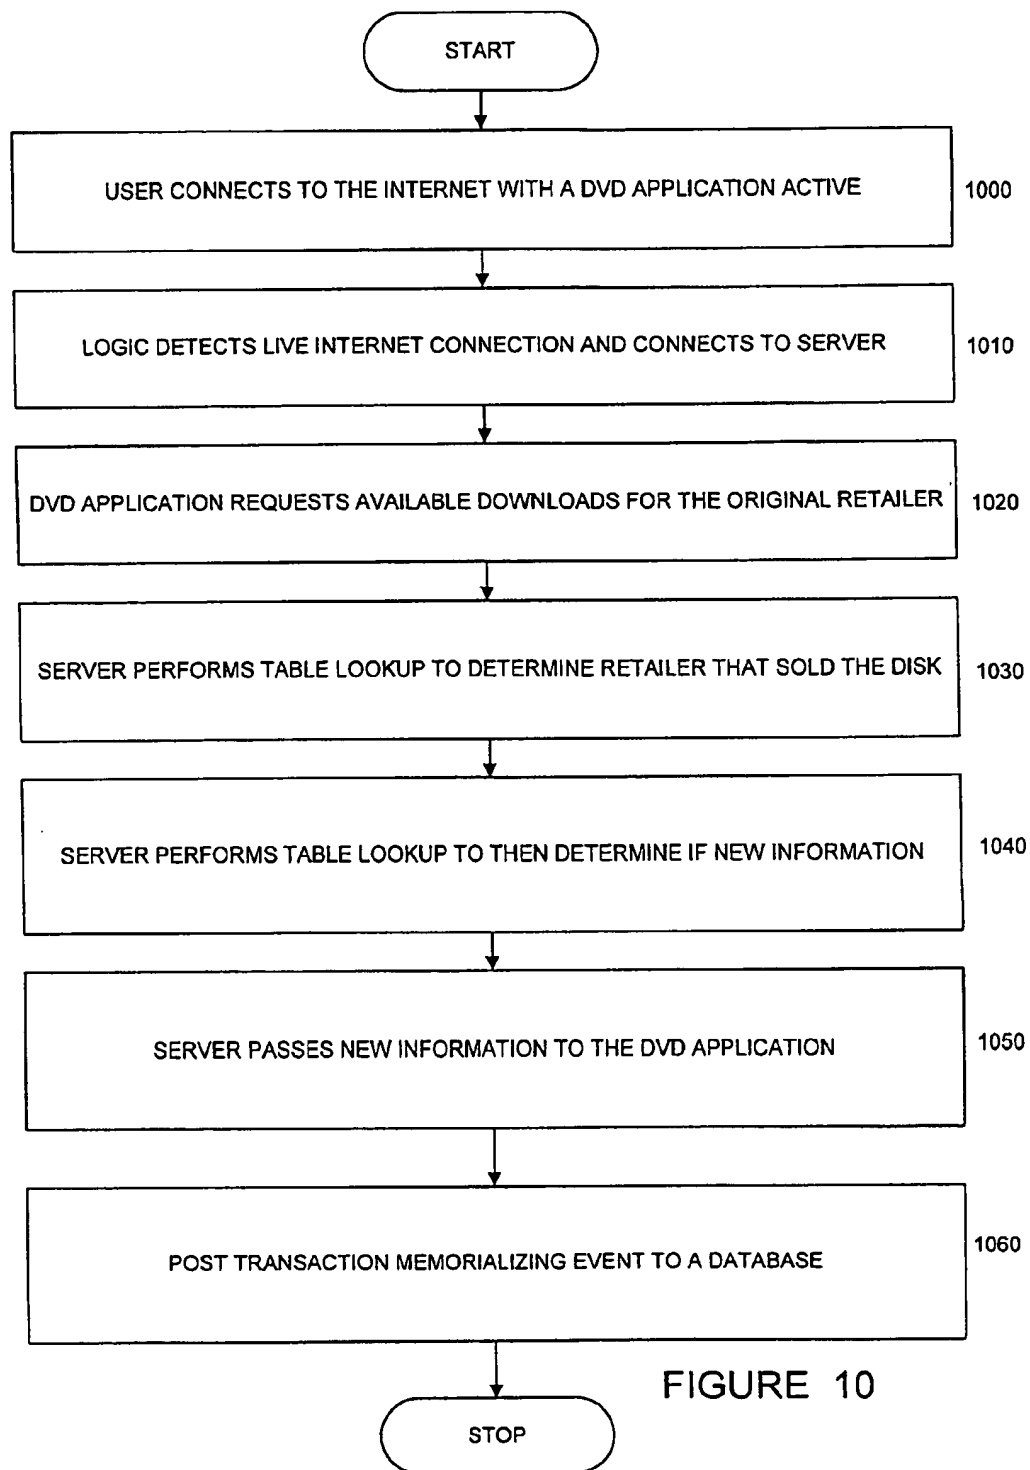 START
USER CONNECTS TO THE INTERNET WITH A DVD APPLICATION ACTIVE
1000
LOGIC DETECTS LIVE INTERNET CONNECTION AND CONNECTS TO SERVER
1010
DVD APPLICATION REQUESTS AVAILABLE DOWNLOADS FOR THE ORIGINAL RETAILER
1020
SERVER PERFORMS TABLE LOOKUP TO DETERMINE RETAILER THAT SOLD THE DISK
1030
SERVER PERFORMS TABLE LOOKUP TO THEN DETERMINE IF NEW INFORMATION
1040
SERVER PASSES NEW INFORMATION TO THE DVD APPLICATION
1050
POST TRANSACTION MEMORIALIZING EVENT TO A DATABASE
1060
FIGURE 10
STOP